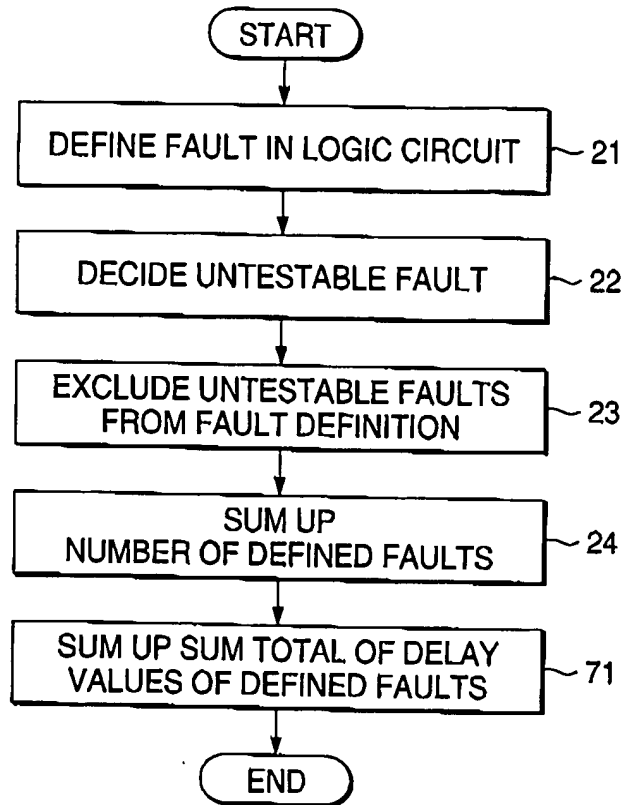 START
DEFINE FAULT IN LOGIC CIRCUIT
21
DECIDE UNTESTABLE FAULT
22
EXCLUDE UNTESTABLE FAULTS
FROM FAULT DEFINITION
23
SUM UP
NUMBER OF DEFINED FAULTS
24
SUM UP SUM TOTAL OF DELAY
VALUES OF DEFINED FAULTS
71
END